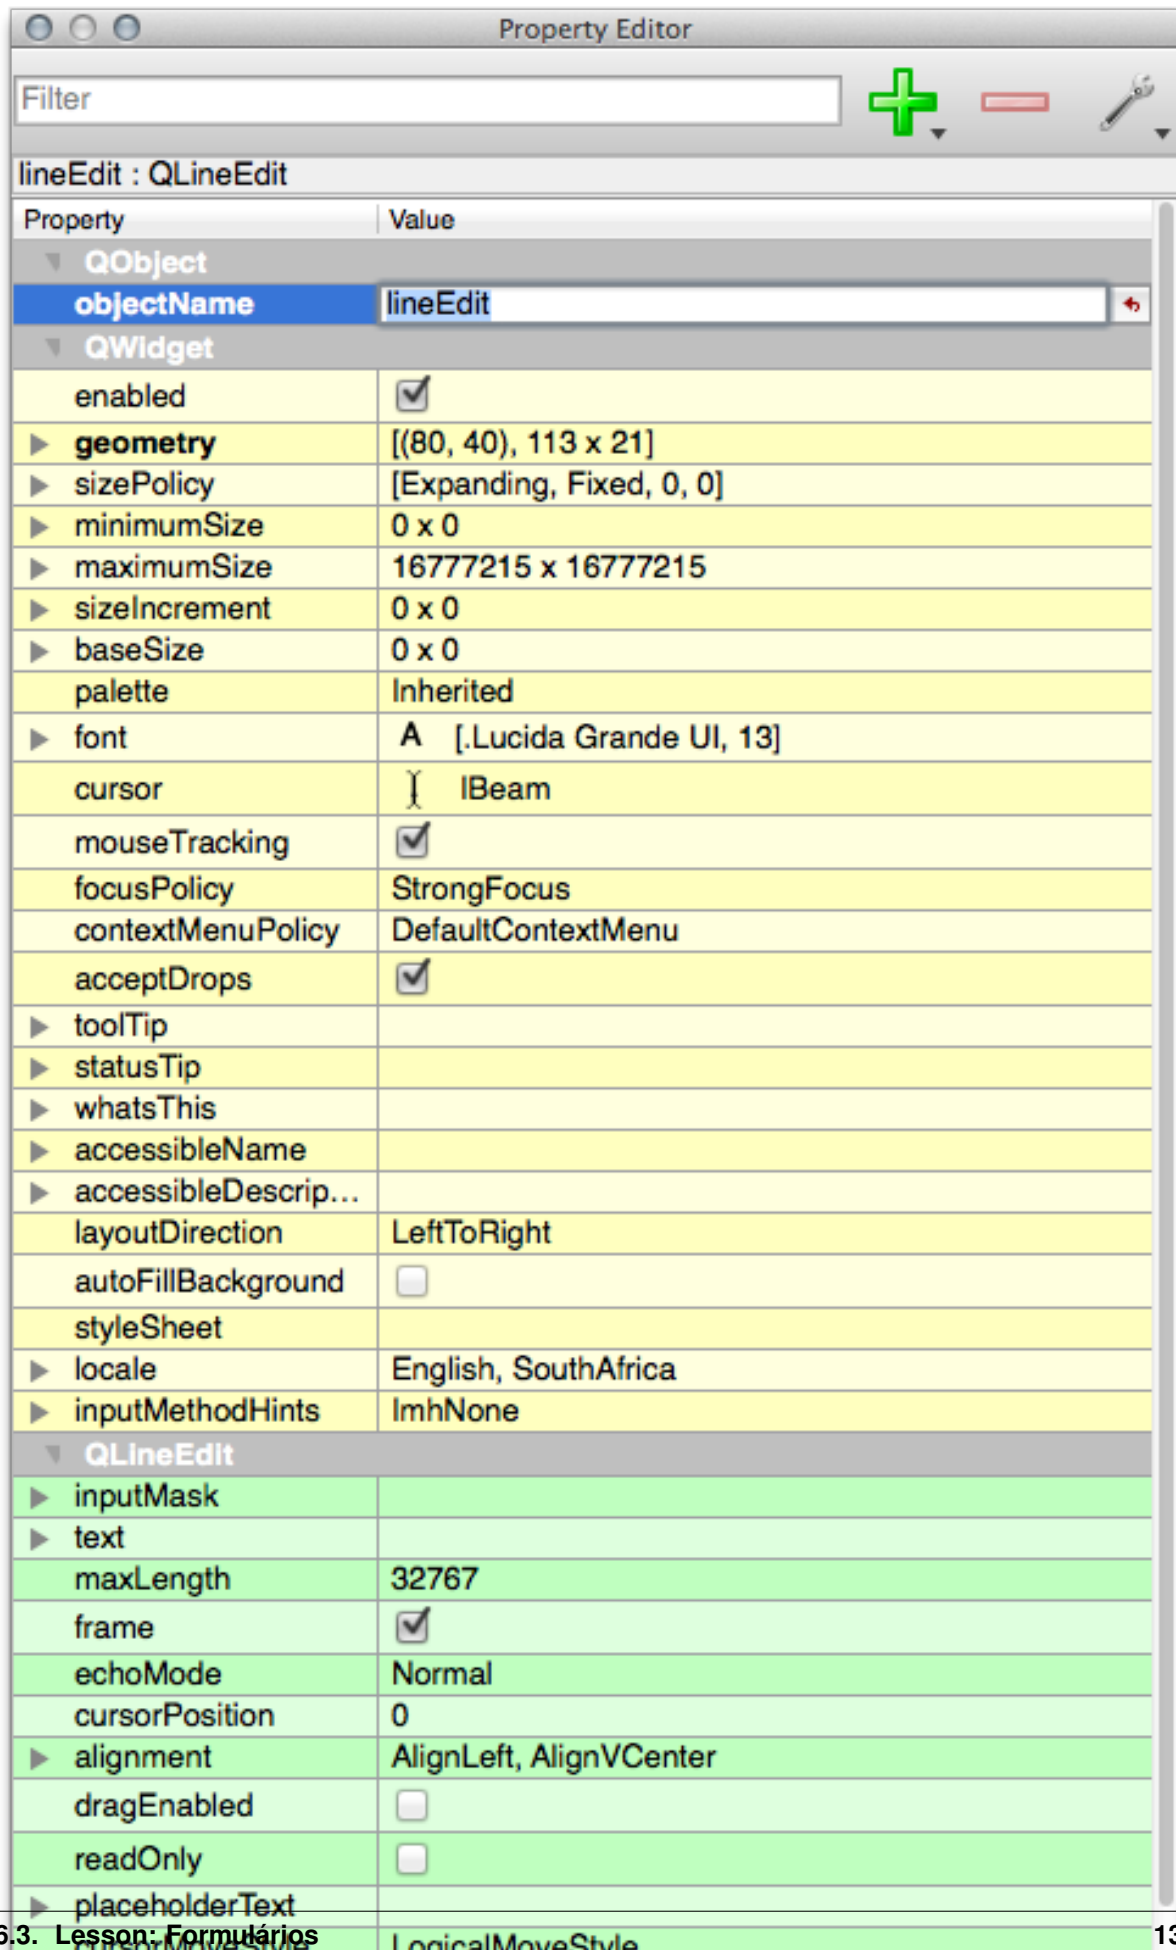 Property Editor
Filter
lineEdit : QLineEdit
Property Value
QObject
objectName lineEdit
QWidget
enabled
geometry [(80, 40), 113 x 21]
sizePolicy [Expanding, Fixed, 0, 0]
minimumSize 0 x 0
maximumSize 16777215 x 16777215
sizeIncrement 0 x 0
baseSize 0 x 0
palette Inherited
font A [.Lucida Grande UI, 13]
cursor IBeam
mouseTracking
focusPolicy StrongFocus
contextMenuPolicy DefaultContextMenu
acceptDrops
toolTip
statusTip
whatsThis
accessibleName
accessibleDescrip...
layoutDirection LeftToRight
autoFillBackground
styleSheet
locale English, SouthAfrica
inputMethodHints ImhNone
QLineEdit
inputMask
text
maxLength 32767
frame
echoMode Normal
cursorPosition 0
alignment AlignLeft, AlignVCenter
dragEnabled
readOnly
placeholderText
6.3. Lesson: Formulários 13
cursorMoveStyle LogicalMoveStyle